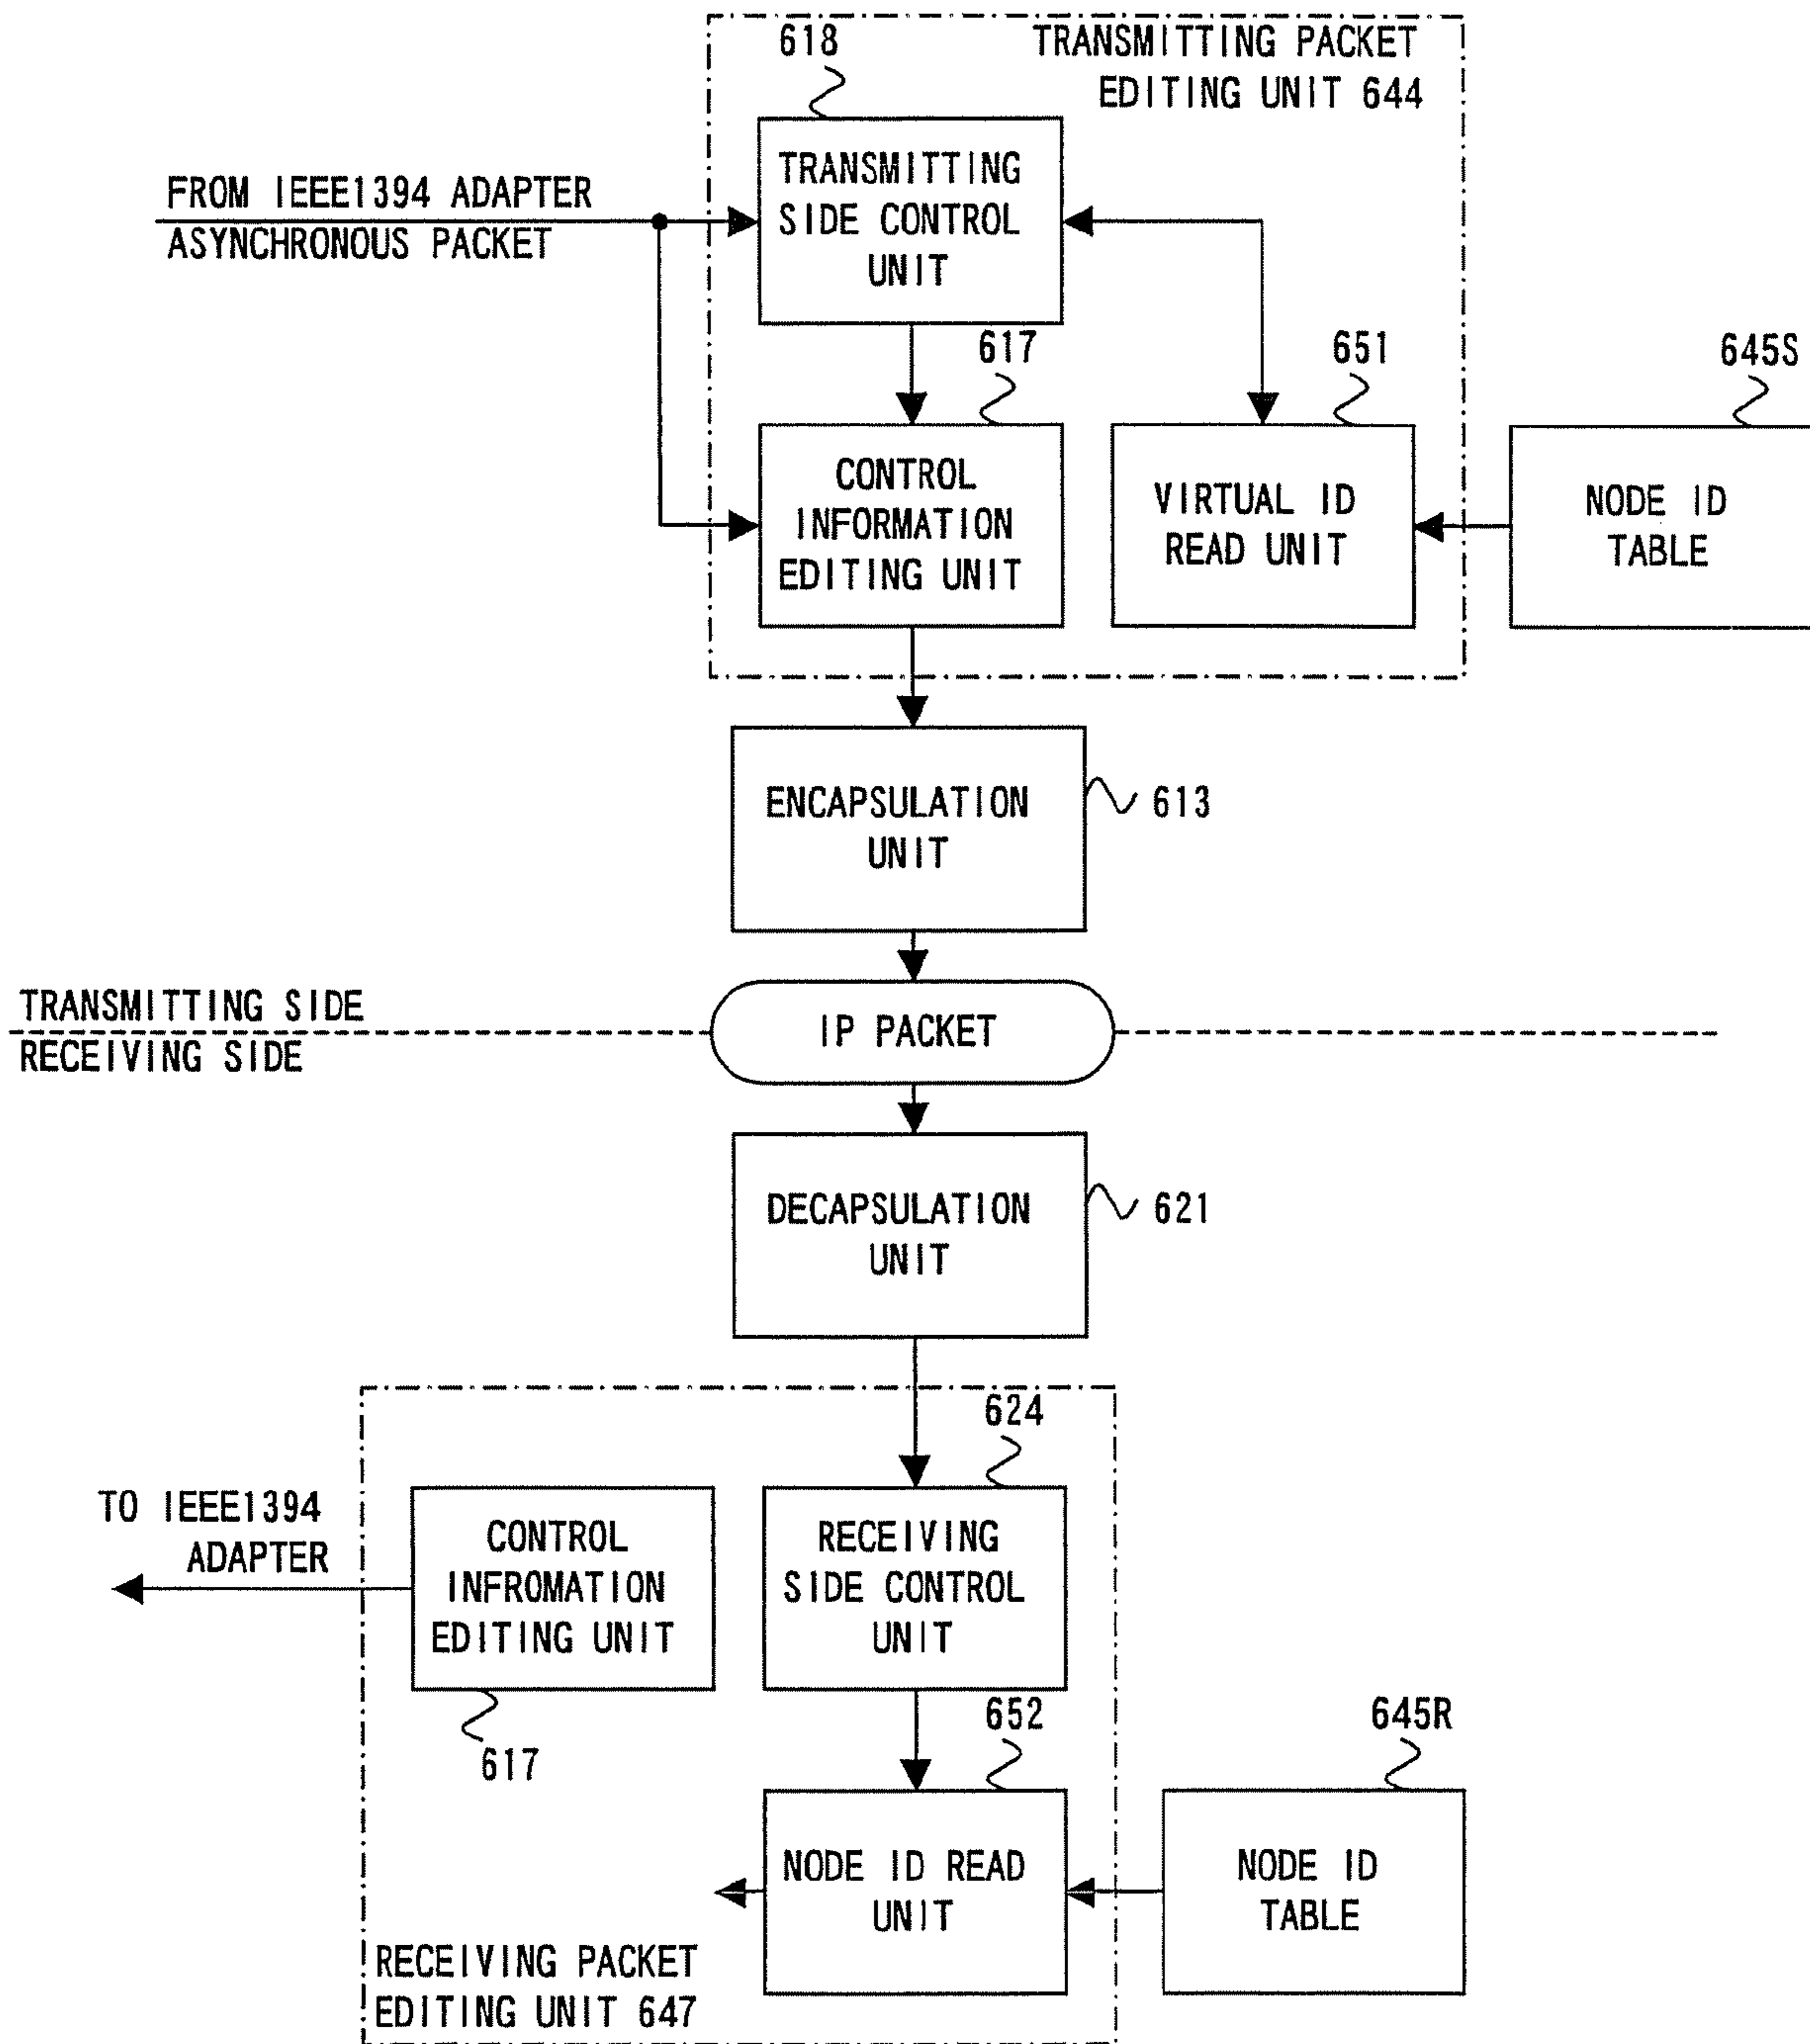 618
TRANSMITTING PACKET
EDITING UNIT 644
TRANSMITTING
SIDE CONTROL
UNIT
FROM IEEE1394 ADAPTER
ASYNCHRONOUS PACKET
617
651
645S
CONTROL
INFORMATION
EDITING UNIT
VIRTUAL ID
READ UNIT
NODE ID
TABLE
ENCAPSULATION
UNIT
613
TRANSMITTING SIDE
RECEIVING SIDE
IP PACKET
DECAPSULATION
UNIT
621
624
TO IEEE1394
ADAPTER
CONTROL
INFROMATION
EDITING UNIT
RECEIVING
SIDE CONTROL
UNIT
617
652
645R
NODE ID READ
UNIT
NODE ID
TABLE
RECEIVING PACKET
EDITING UNIT 647